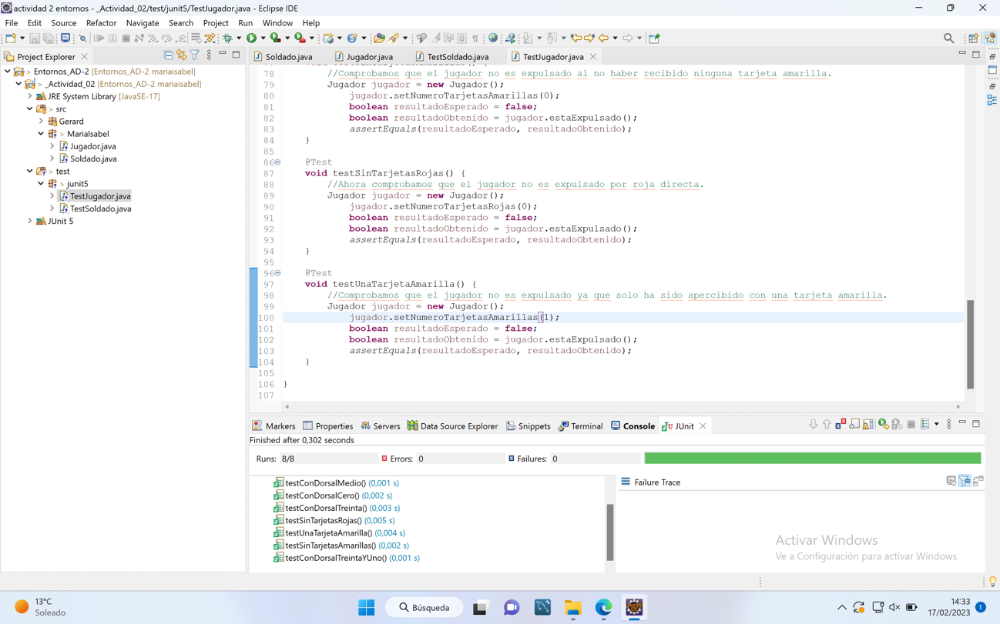 actividad 2 entornos - _Actividad_02/test/junit5/TestJugador.java - Eclipse IDE
File Edit Source Refactor Navigate Search Project Run Window Help
Project Explorer
Entornos_AD-2 [Entornos_AD-2 mariaisabel]
_Actividad_02 [Entornos_AD-2 mariaisabel]
JRE System Library [JavaSE-17]
src
Gerard
MariaIsabel
Jugador.java
Soldado.java
test
junit5
TestJugador.java
TestSoldado.java
JUnit 5
Soldado.java Jugador.java TestSoldado.java TestJugador.java
78 //Comprobamos que el jugador no es expulsado al no haber recibido ninguna tarjeta amarilla.
79 Jugador jugador = new Jugador();
80 jugador.setNumeroTarjetasAmarillas(0);
81 boolean resultadoEsperado = false;
82 boolean resultadoObtenido = jugador.estaExpulsado();
83 assertEquals(resultadoEsperado, resultadoObtenido);
84 }
85
86 @Test
87 void testSinTarjetasRojas() {
88 //Ahora comprobamos que el jugador no es expulsado por roja directa.
89 Jugador jugador = new Jugador();
90 jugador.setNumeroTarjetasRojas(0);
91 boolean resultadoEsperado = false;
92 boolean resultadoObtenido = jugador.estaExpulsado();
93 assertEquals(resultadoEsperado, resultadoObtenido);
94 }
95
96 @Test
97 void testUnaTarjetaAmarilla() {
98 //Comprobamos que el jugador no es expulsado ya que solo ha sido apercibido con una tarjeta amarilla.
99 Jugador jugador = new Jugador();
100 jugador.setNumeroTarjetasAmarillas(1);
101 boolean resultadoEsperado = false;
102 boolean resultadoObtenido = jugador.estaExpulsado();
103 assertEquals(resultadoEsperado, resultadoObtenido);
104 }
105
106 }
107
Markers Properties Servers Data Source Explorer Snippets Terminal Console JUnit
Finished after 0,302 seconds
Runs: 8/8 Errors: 0 Failures: 0
testConDorsalMedio() (0,001 s)
testConDorsalCero() (0,002 s)
testConDorsalTreinta() (0,003 s)
testSinTarjetasRojas() (0,005 s)
testUnaTarjetaAmarilla() (0,004 s)
testSinTarjetasAmarillas() (0,002 s)
testConDorsalTreintaYUno() (0,001 s)
Failure Trace
Activar Windows
Ve a Configuración para activar Windows.
13°C
Soleado
Búsqueda
14:33
17/02/2023
1